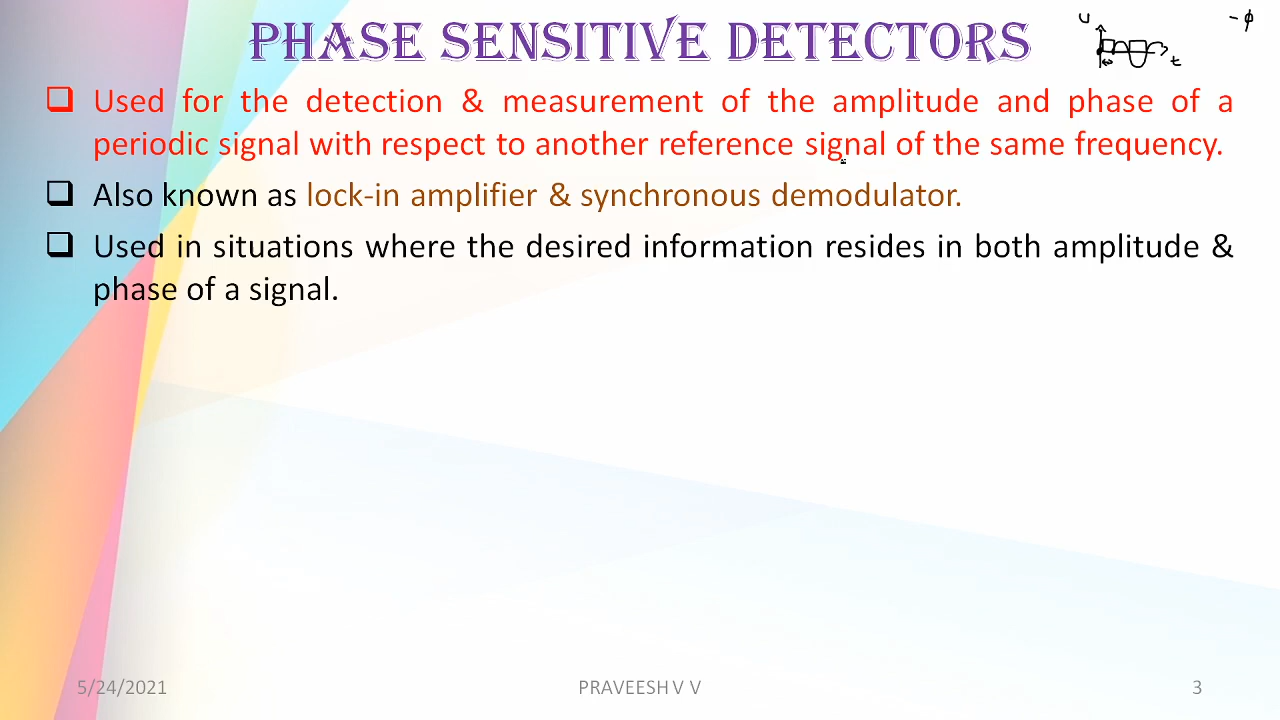 PHASE SENSITIVE DETECTORS
υ
t
- ϕ
❑ Used for the detection & measurement of the amplitude and phase of a
periodic signal with respect to another reference signal of the same frequency.
❑ Also known as lock-in amplifier & synchronous demodulator.
❑ Used in situations where the desired information resides in both amplitude &
phase of a signal.
5/24/2021
PRAVEESH V V
3